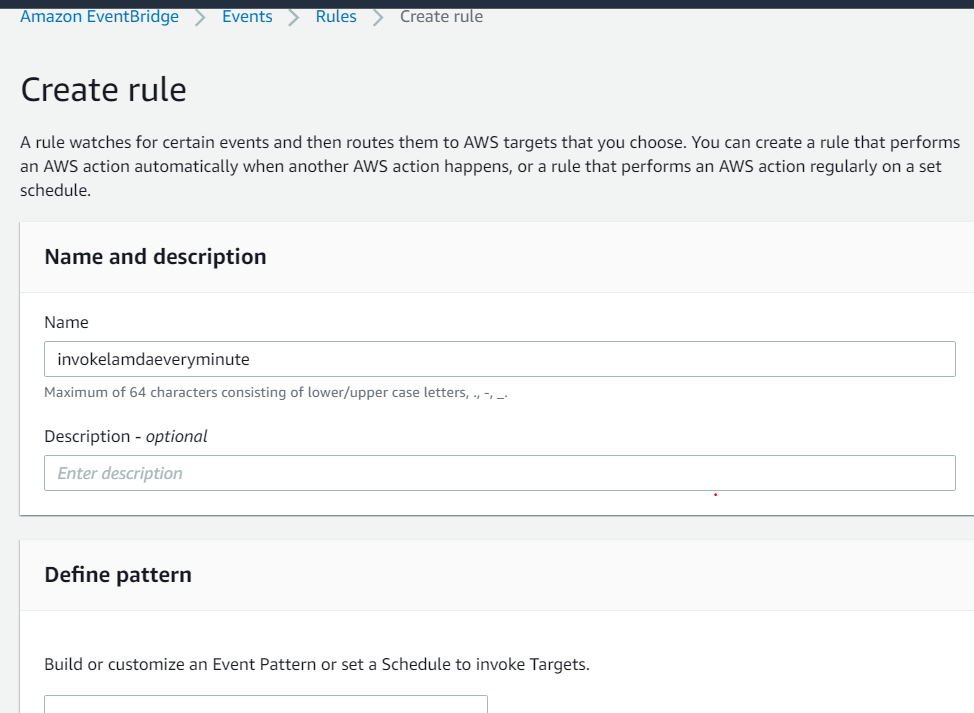 Amazon EventBridge > Events > Rules > Create rule
Create rule
A rule watches for certain events and then routes them to AWS targets that you choose. You can create a rule that performs
an AWS action automatically when another AWS action happens, or a rule that performs an AWS action regularly on a set
schedule.
Name and description
Name
invokelamdaeveryminute
Maximum of 64 characters consisting of lower/upper case letters, ., -, _.
Description - optional
Enter description
Define pattern
Build or customize an Event Pattern or set a Schedule to invoke Targets.